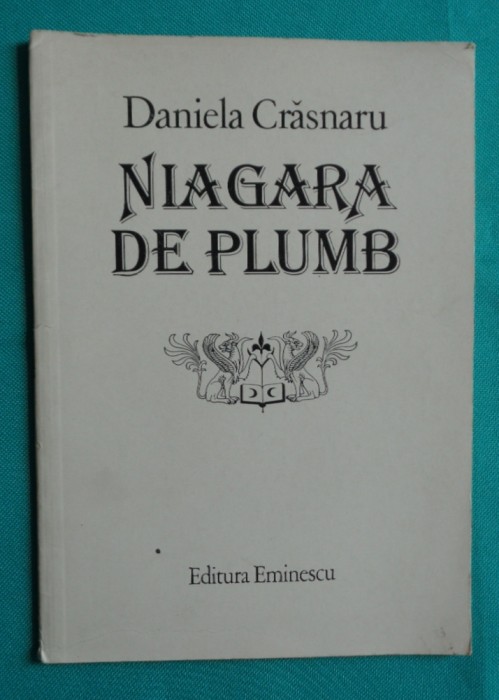 Daniela Crăsnaru
NIAGARA
DE PLUMB
Editura Eminescu